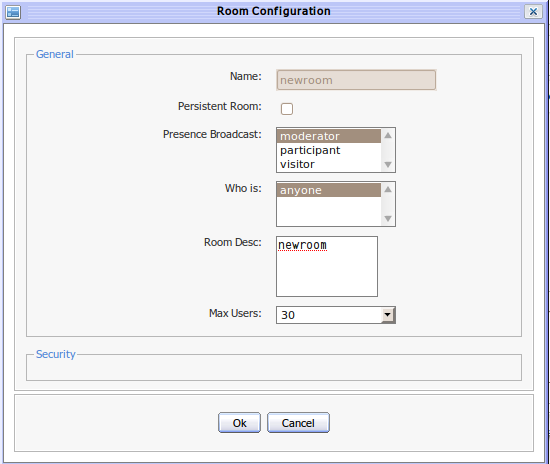 Room Configuration
General
Name: newroom
Persistent Room:
Presence Broadcast: moderator
participant
visitor
Who is: anyone
Room Desc: newroom
Max Users: 30
Security
Ok Cancel